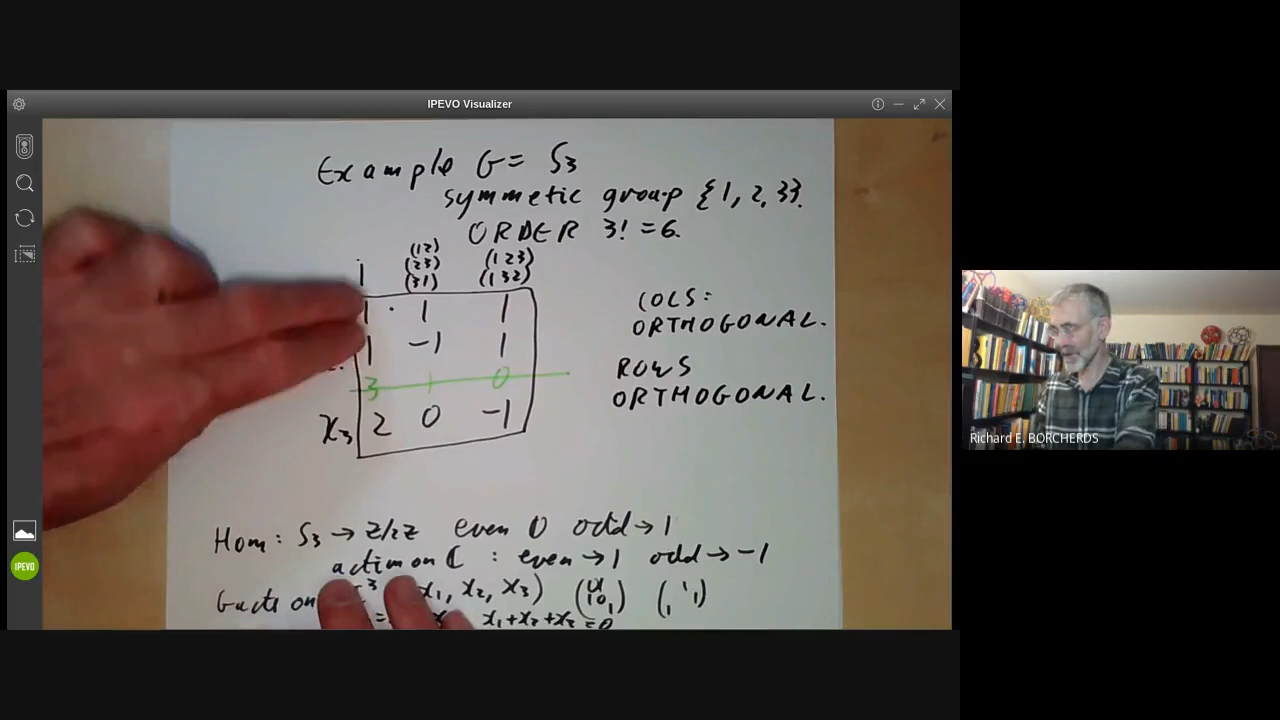 IPEVO Visualizer
Example G = S3
symmetic group {1, 2, 3}.
ORDER 3! = 6.
1 (12) (23) (31) (123) (132)
1 1 1
1 -1 1
3 1 0
χ3 2 0 -1
COLS:
ORTHOGONAL.
ROWS
ORTHOGONAL.
Hom: S3 → Z/2Z even 0 odd → 1
action on C : even → 1 odd → -1
G acts on x1, x2, x3)
x1+x2+x3=0
IPEVO
Richard E. BORCHERDS